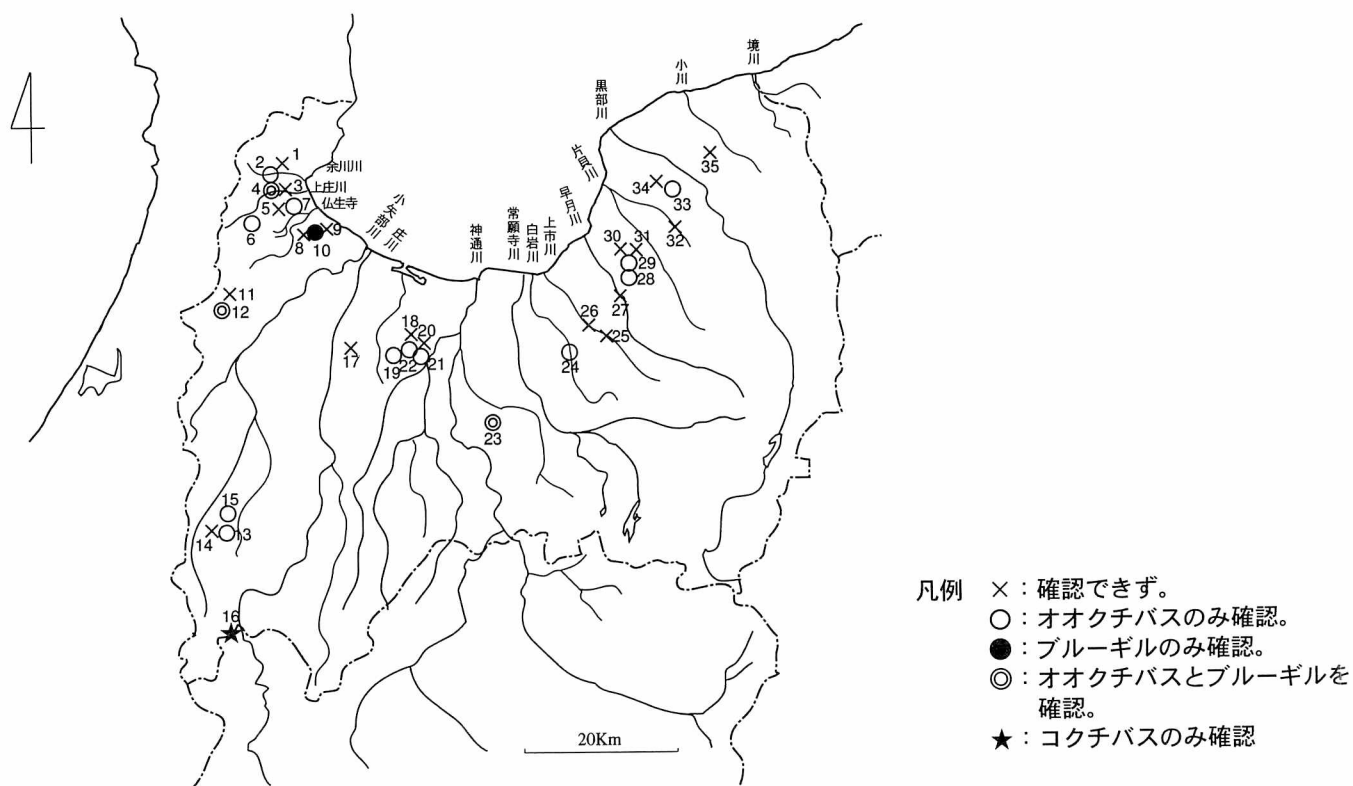 境川
小川
黒部川
片貝川
早月川
上市川
白岩川
常願寺川
神通川
庄川
小矢部川
余川川
上庄川
仏生寺
1
2
3
4
5
6
7
8
9
10
11
12
13
14
15
16
17
18
19
20
21
22
23
24
25
26
27
28
29
30
31
32
33
34
35
20Km
凡例 × : 確認できず。
○ : オオクチバスのみ確認。
● : ブルーギルのみ確認。
◎ : オオクチバスとブルーギルを
確認。
★ : コクチバスのみ確認